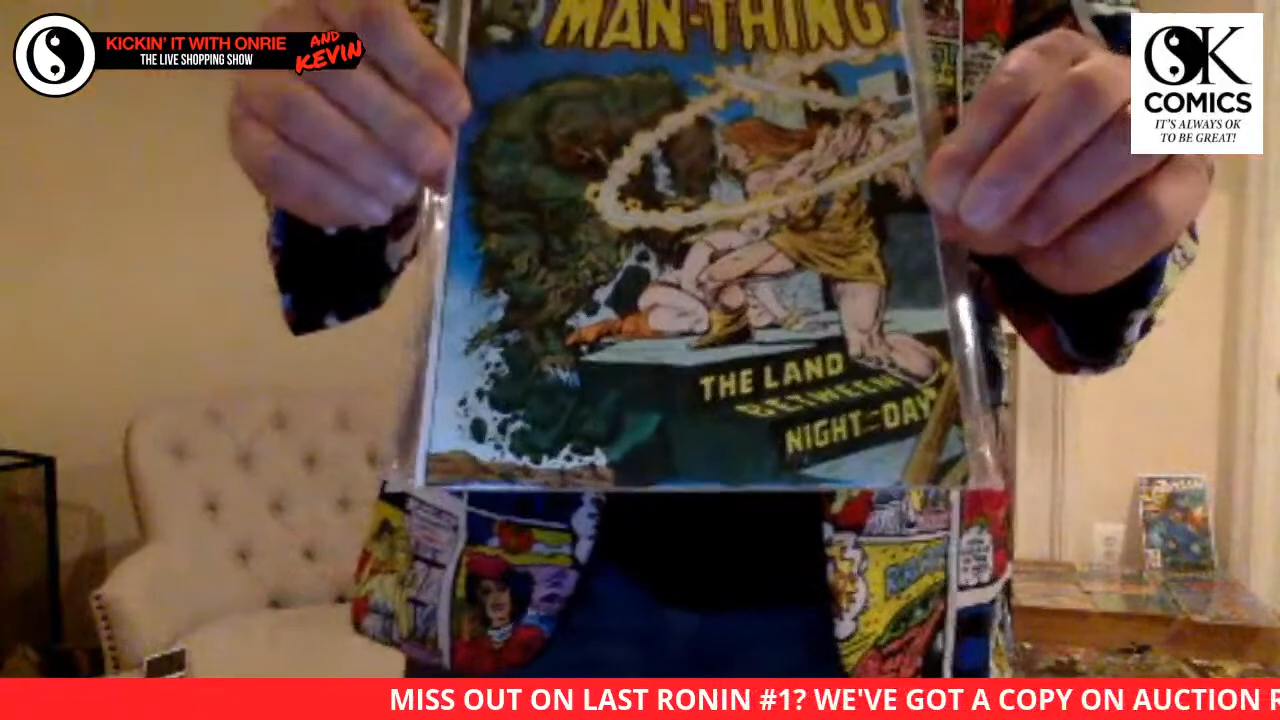 MAN-THING
KICKIN' IT WITH ONRIE
AND
KEVIN
THE LIVE SHOPPING SHOW
OK
COMICS
IT'S ALWAYS OK
TO BE GREAT!
THE LAND
BETWEEN
NIGHT=DAY
MISS OUT ON LAST RONIN #1? WE'VE GOT A COPY ON AUCTION R